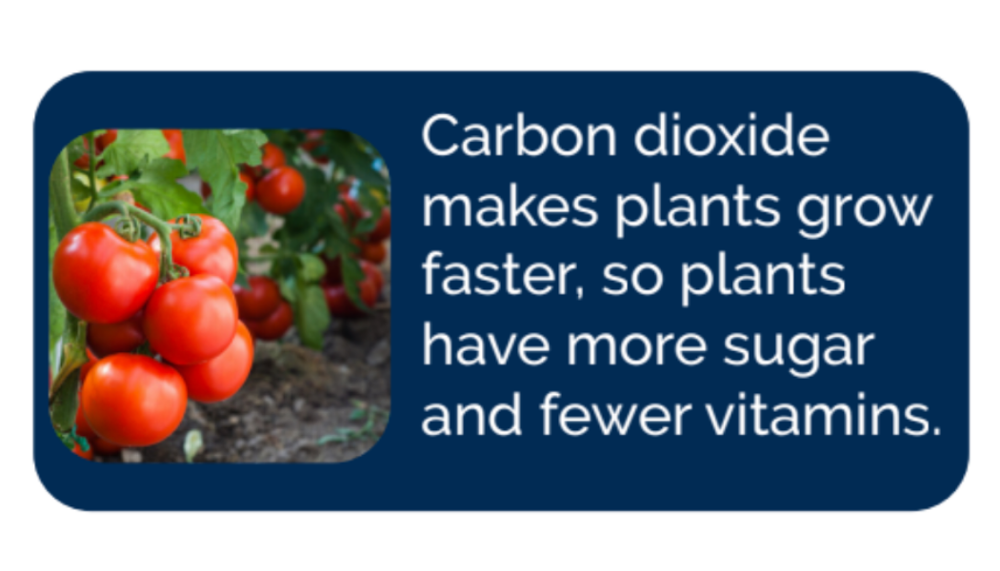 Carbon dioxide
makes plants grow
faster, so plants
have more sugar
and fewer vitamins.